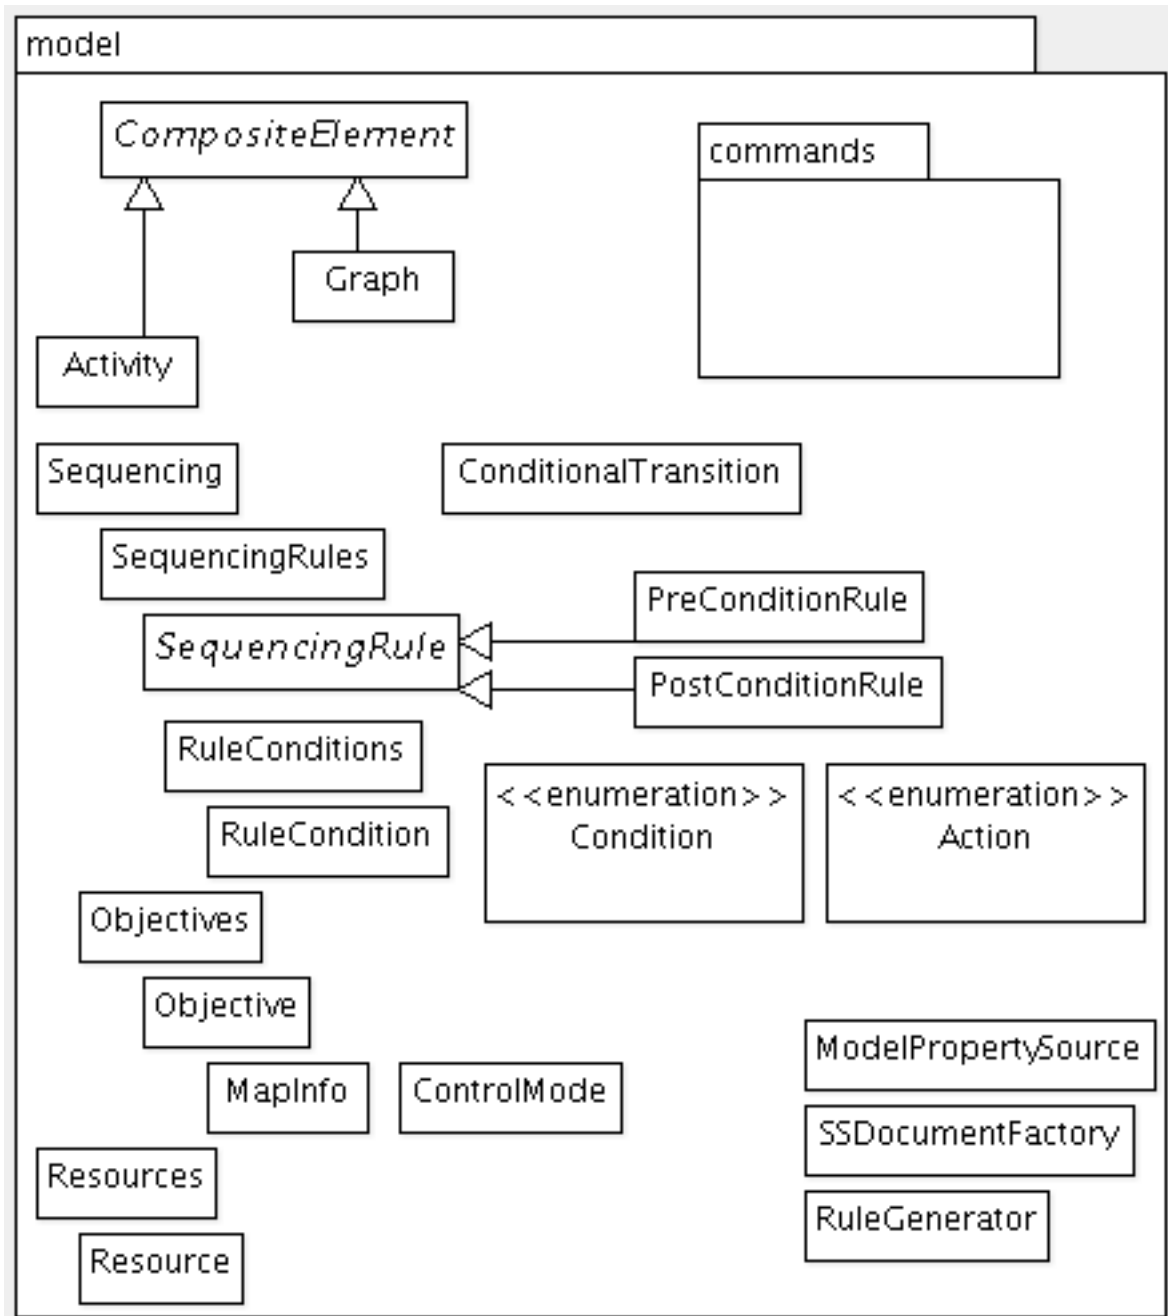 model
CompositeElement
commands
Graph
Activity
Sequencing
ConditionalTransition
SequencingRules
PreConditionRule
SequencingRule
PostConditionRule
RuleConditions
<<enumeration>>
Condition
<<enumeration>>
Action
RuleCondition
Objectives
Objective
ModelPropertySource
MapInfo
ControlMode
SSDocumentFactory
Resources
RuleGenerator
Resource